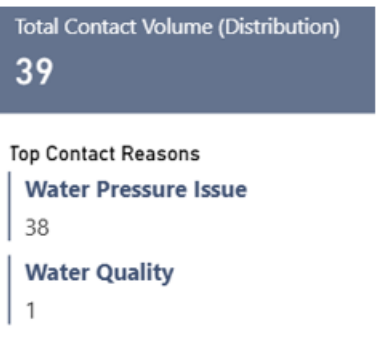 Total Contact Volume (Distribution)
39
Top Contact Reasons
Water Pressure Issue
38
Water Quality
1